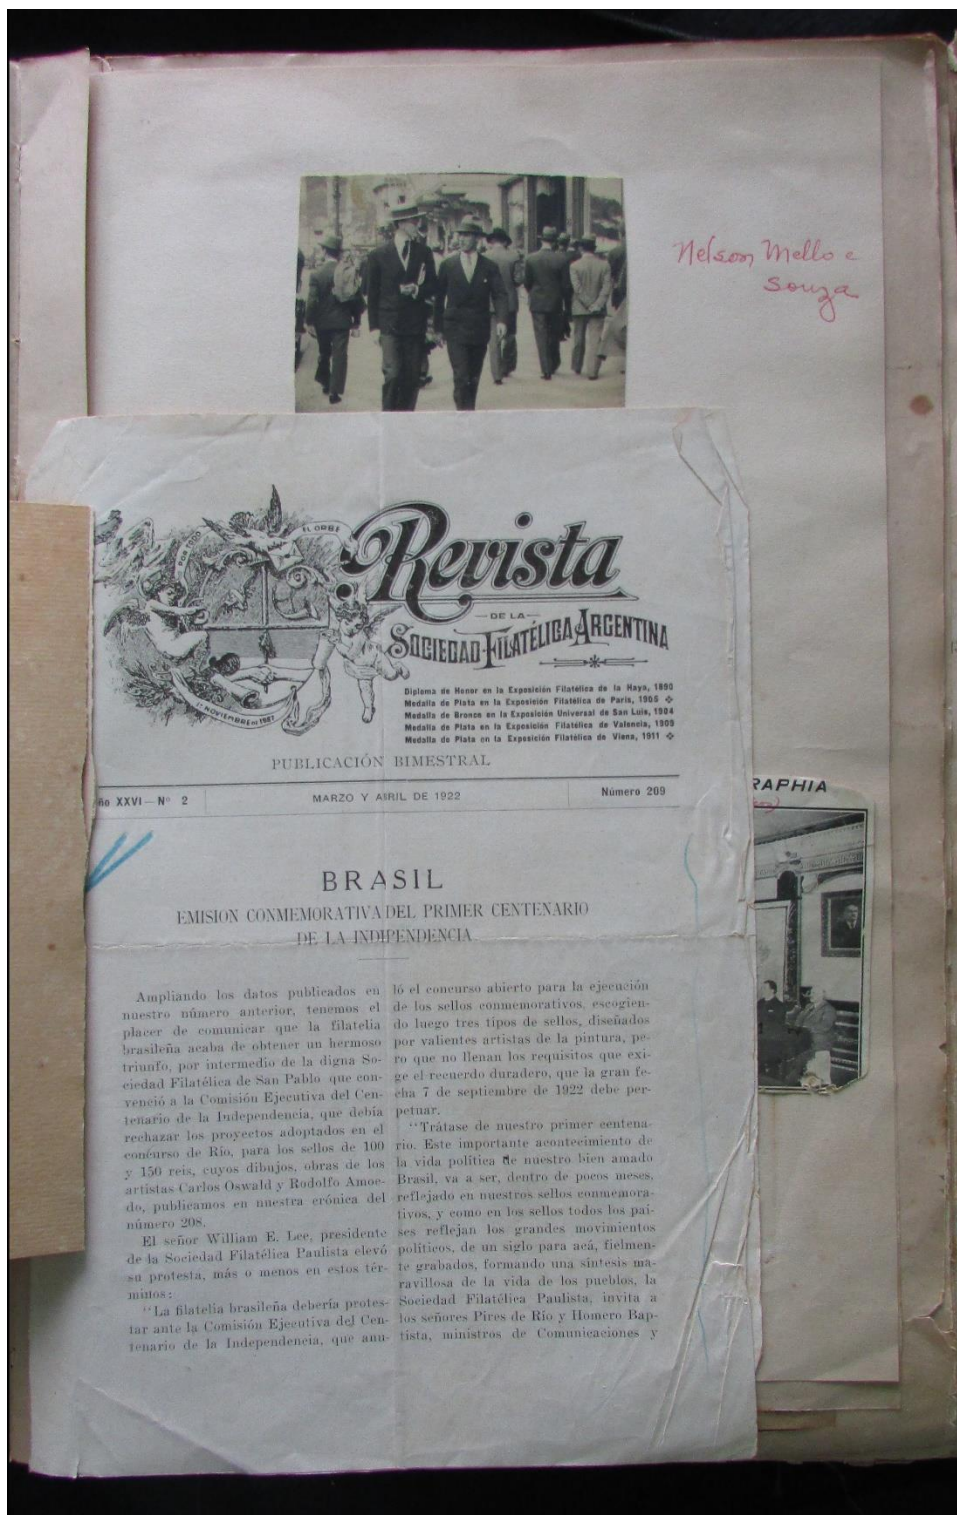 Nelson Mello e
Souza
EL ORBE
Revista
DE LA
SOCIEDAD FILATÉLICA ARGENTINA
1º NOVIEMBRE DE 1887
Diploma de Honor en la Exposición Filatélica de la Haya, 1890
Medalla de Plata en la Exposición Filatélica de París, 1905
Medalla de Bronce en la Exposición Universal de San Luis, 1904
Medalla de Plata en la Exposición Filatélica de Valencia, 1909
Medalla de Plata en la Exposición Filatélica de Viena, 1911
PUBLICACIÓN BIMESTRAL
ño XXVI — Nº 2
MARZO Y ABRIL DE 1922
Número 209
RAPHIA
BRASIL
EMISION CONMEMORATIVA DEL PRIMER CENTENARIO
DE LA INDIPENDENCIA
Ampliando los datos publicados en
nuestro número anterior, tenemos el
placer de comunicar que la filatelia
brasileña acaba de obtener un hermoso
triunfo, por intermedio de la digna So-
ciedad Filatélica de San Pablo que con-
venció a la Comisión Ejecutiva del Cen-
tenario de la Independencia, que debía
rechazar los proyectos adoptados en el
concurso de Río, para los sellos de 100
y 150 reis, cuyos dibujos, obras de los
artistas Carlos Oswald y Rodolfo Amoe-
do, publicamos en nuestra crónica del
número 208.
El señor William E. Lee, presidente
de la Sociedad Filatélica Paulista elevó
su protesta, más o menos en estos tér-
minos:
"La filatelia brasileña debería protes-
tar ante la Comisión Ejecutiva del Cen-
tenario de la Independencia, que anu-
ló el concurso abierto para la ejecución
de los sellos conmemorativos, escogien-
do luego tres tipos de sellos, diseñados
por valientes artistas de la pintura, pe-
ro que no llenan los requisitos que exi-
ge el recuerdo duradero, que la gran fe-
cha 7 de septiembre de 1922 debe per-
petuar.
"Trátase de nuestro primer centena-
rio. Este importante acontecimiento de
la vida política de nuestro bien amado
Brasil, va a ser, dentro de pocos meses,
reflejado en nuestros sellos conmemora-
tivos, y como en los sellos todos los paí-
ses reflejan los grandes movimientos
políticos, de un siglo para acá, fielmen-
te grabados, formando una síntesis ma-
ravillosa de la vida de los pueblos, la
Sociedad Filatélica Paulista, invita a
los señores Pires de Río y Homero Bap-
tista, ministros de Comunicaciones y